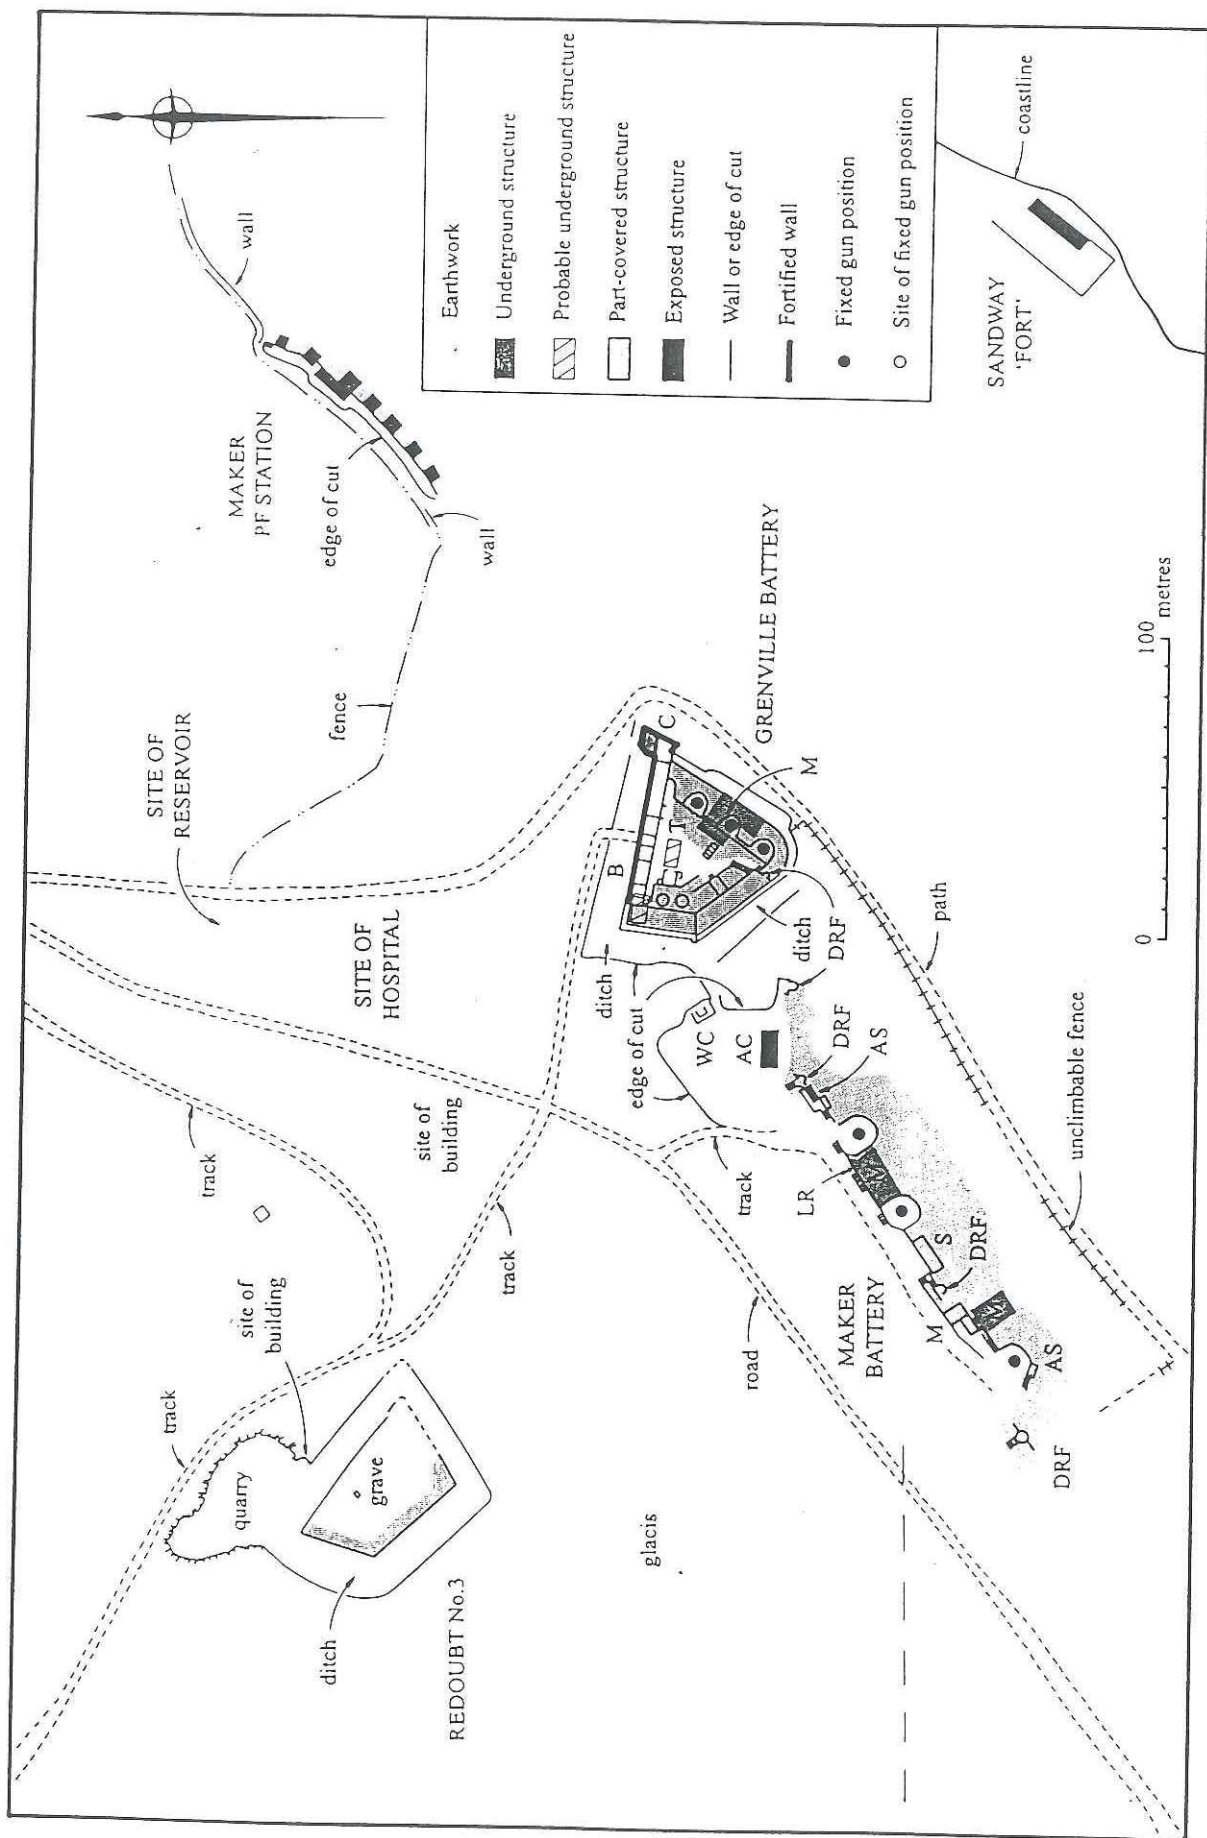 track
quarry
site of
building
grave
ditch
REDOUBT No.3
track
site of
building
track
SITE OF
RESERVOIR
SITE OF
HOSPITAL
fence
MAKER
PF STATION
edge of cut
wall
wall
Earthwork
Underground structure
Probable underground structure
Part-covered structure
Exposed structure
Wall or edge of cut
Fortified wall
Fixed gun position
Site of fixed gun position
glacis
road
track
MAKER
BATTERY
LR
edge of cut
WC
AC
DRF
AS
S
DRF
M
AS
DRF
ditch
B
S
T
C
M
GRENVILLE BATTERY
ditch
DRF
path
unclimbable fence
0
100
metres
SANDWAY
'FORT'
coastline